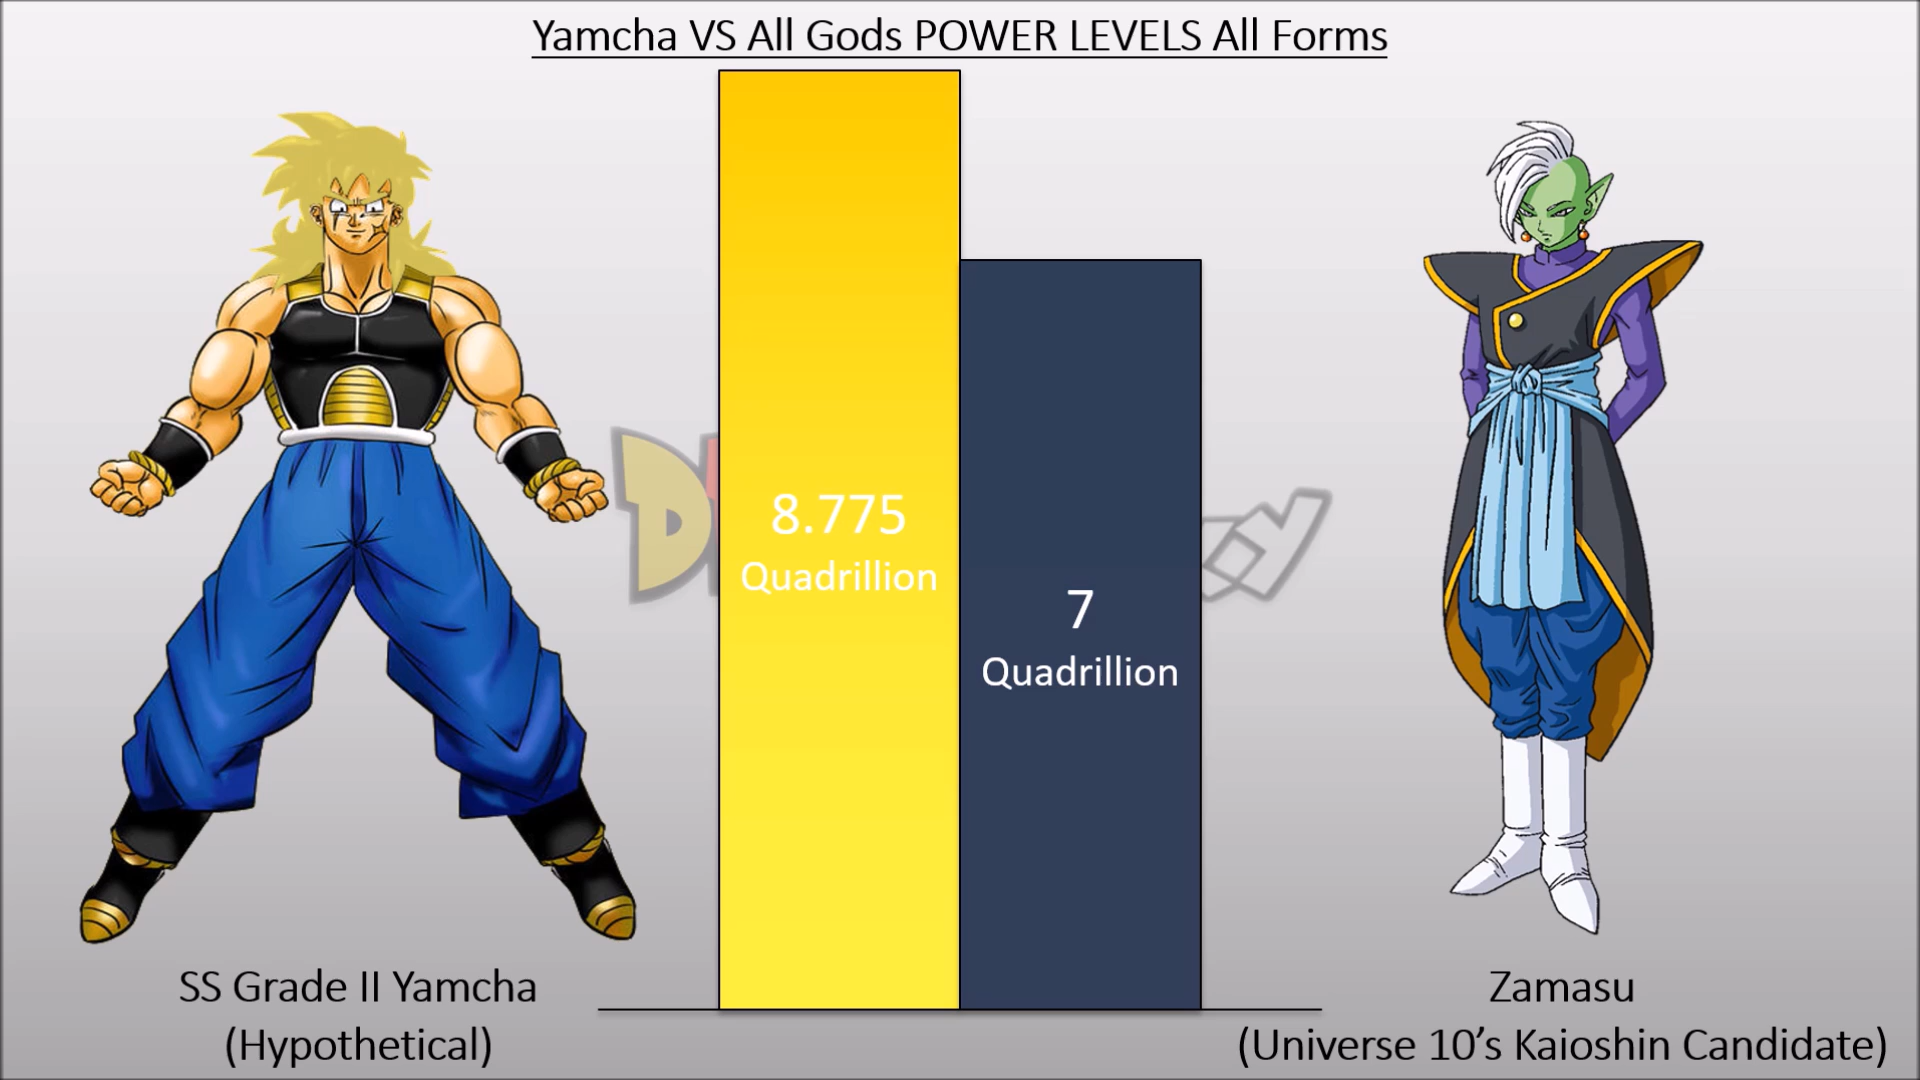 Yamcha VS All Gods POWER LEVELS All Forms
8.775
Quadrillion
7
Quadrillion
SS Grade II Yamcha
(Hypothetical)
Zamasu
(Universe 10’s Kaioshin Candidate)